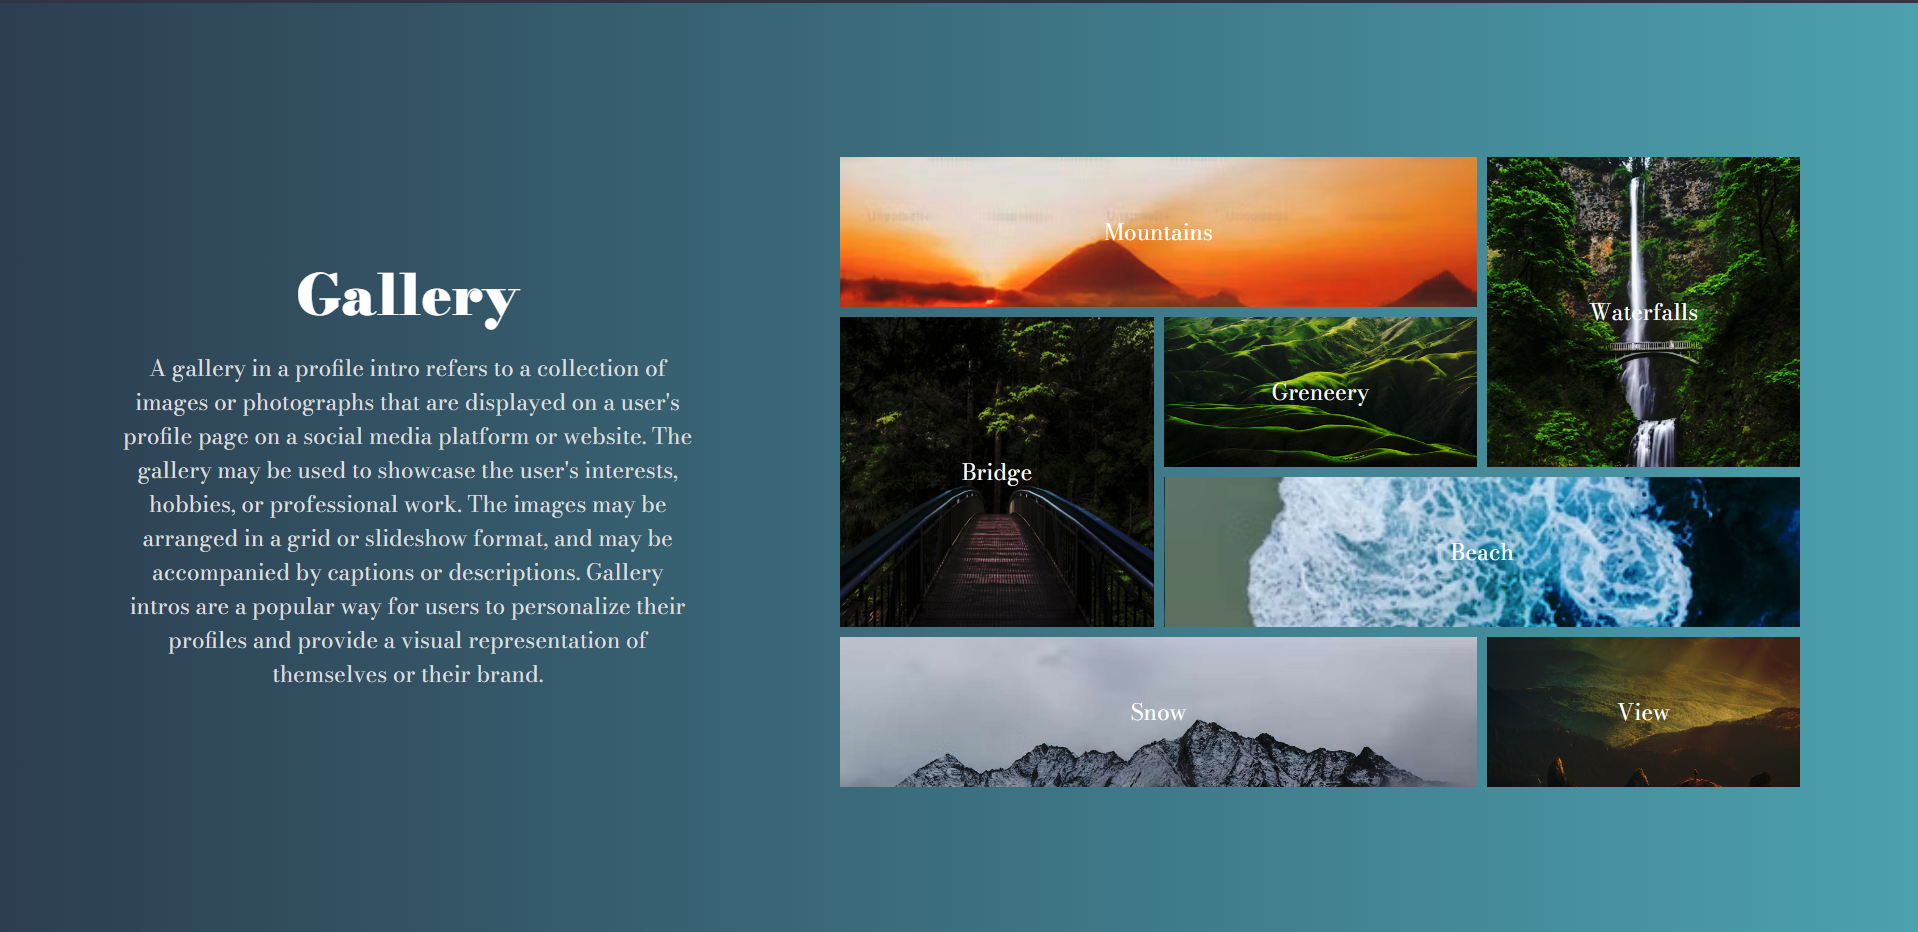 Gallery
A gallery in a profile intro refers to a collection of
images or photographs that are displayed on a user's
profile page on a social media platform or website. The
gallery may be used to showcase the user's interests,
hobbies, or professional work. The images may be
arranged in a grid or slideshow format, and may be
accompanied by captions or descriptions. Gallery
intros are a popular way for users to personalize their
profiles and provide a visual representation of
themselves or their brand.
Mountains
Waterfalls
Greneery
Bridge
Beach
Snow
View